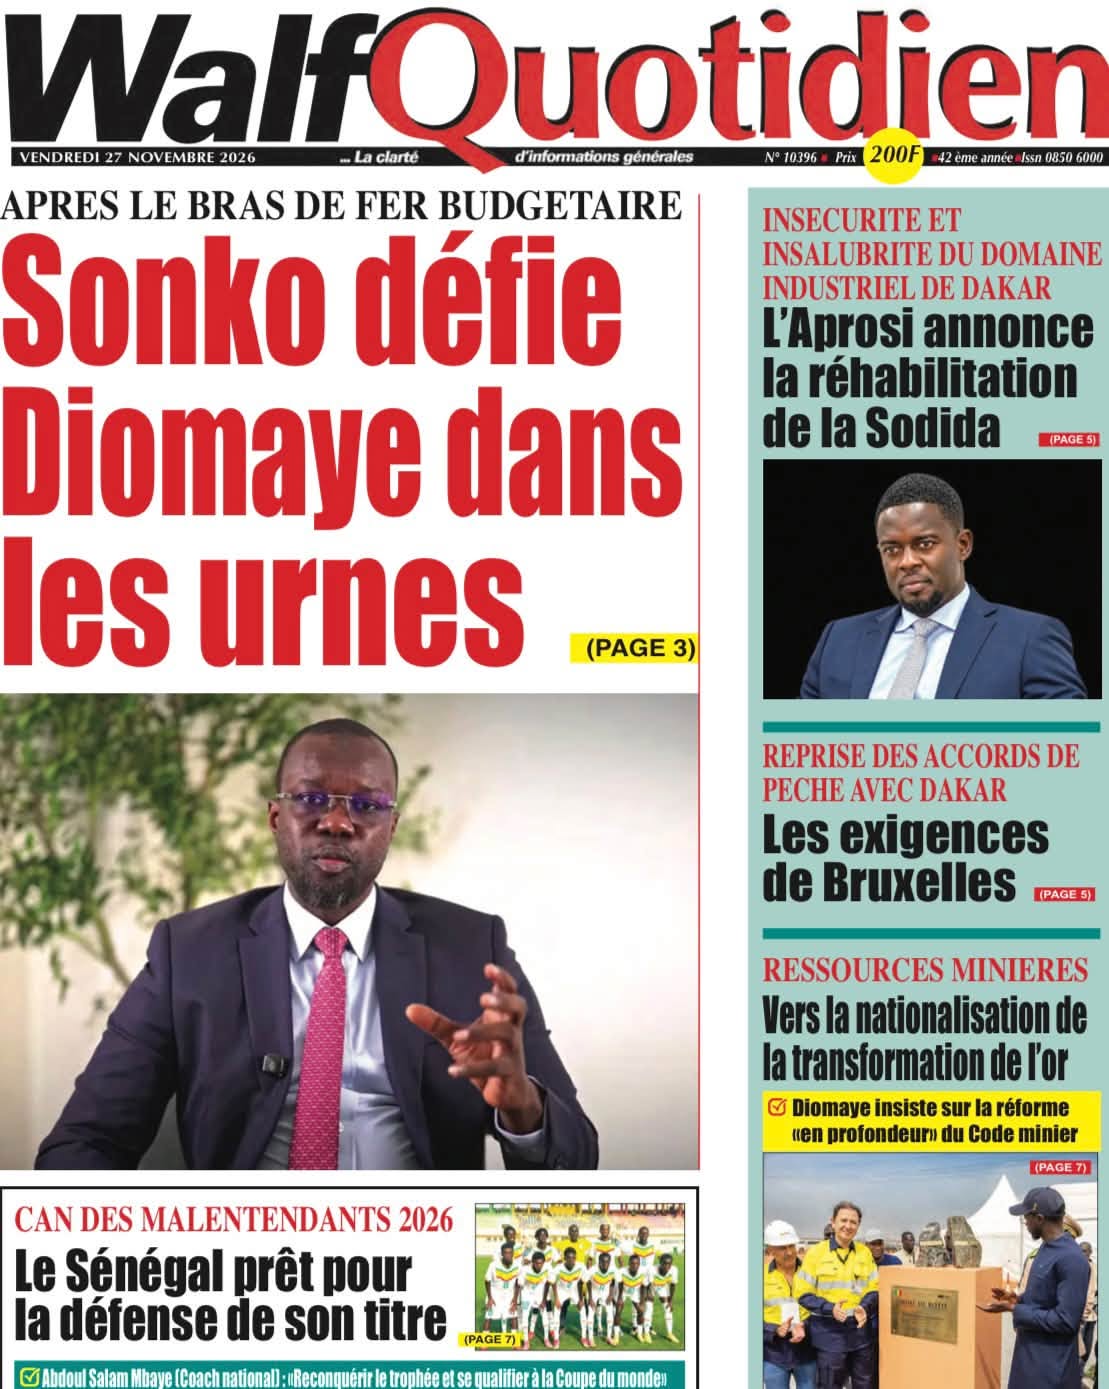 Walf Quotidien
VENDREDI 27 NOVEMBRE 2026
... La clarté
d'informations générales
N° 10396 ▪ Prix 200F ▪ 42 ème année ▪ Issn 0850 6000
APRES LE BRAS DE FER BUDGETAIRE
Sonko défie
Diomaye dans
les urnes
(PAGE 3)
CAN DES MALENTENDANTS 2026
Le Sénégal prêt pour
la défense de son titre
(PAGE 7)
Abdoul Salam Mbaye (Coach national) : «Reconquérir le trophée et se qualifier à la Coupe du monde»
INSECURITE ET
INSALUBRITE DU DOMAINE
INDUSTRIEL DE DAKAR
L'Aprosi annonce
la réhabilitation
de la Sodida
(PAGE 5)
REPRISE DES ACCORDS DE
PECHE AVEC DAKAR
Les exigences
de Bruxelles
(PAGE 5)
RESSOURCES MINIERES
Vers la nationalisation de
la transformation de l'or
Diomaye insiste sur la réforme
«en profondeur» du Code minier
(PAGE 7)